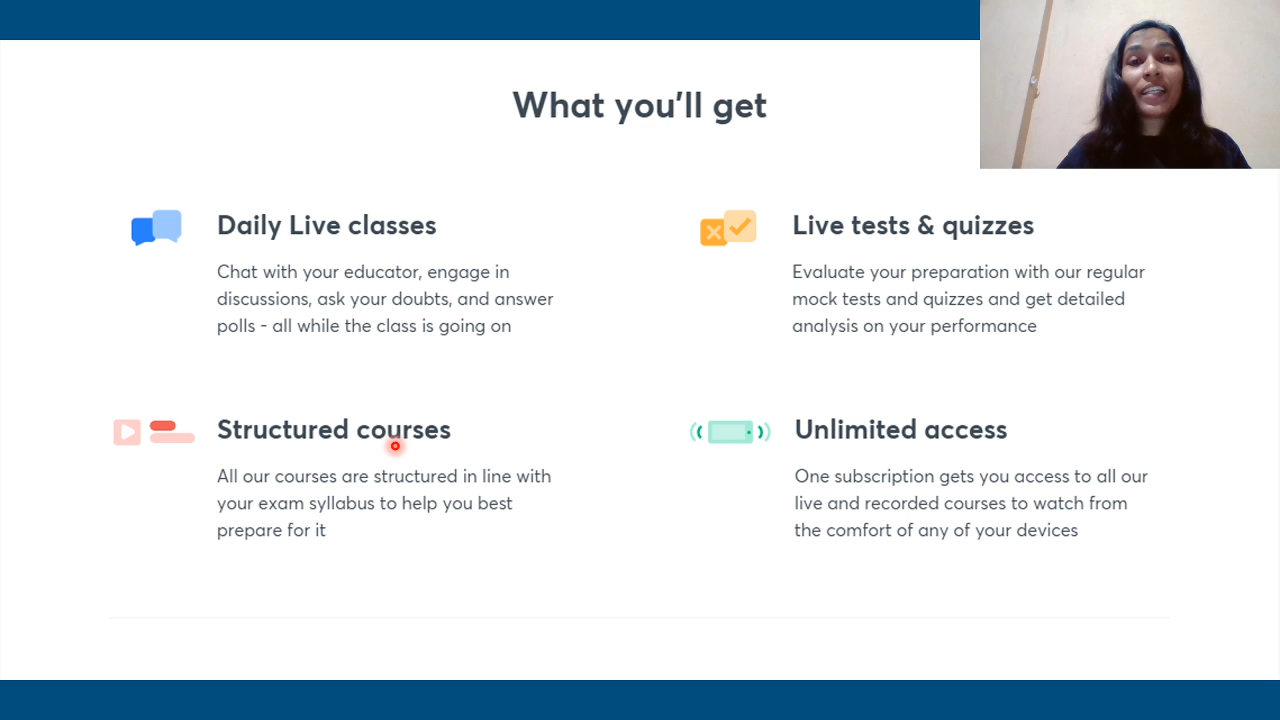 What you'll get
Daily Live classes
Chat with your educator, engage in
discussions, ask your doubts, and answer
polls - all while the class is going on
Live tests & quizzes
Evaluate your preparation with our regular
mock tests and quizzes and get detailed
analysis on your performance
Structured courses
All our courses are structured in line with
your exam syllabus to help you best
prepare for it
Unlimited access
One subscription gets you access to all our
live and recorded courses to watch from
the comfort of any of your devices